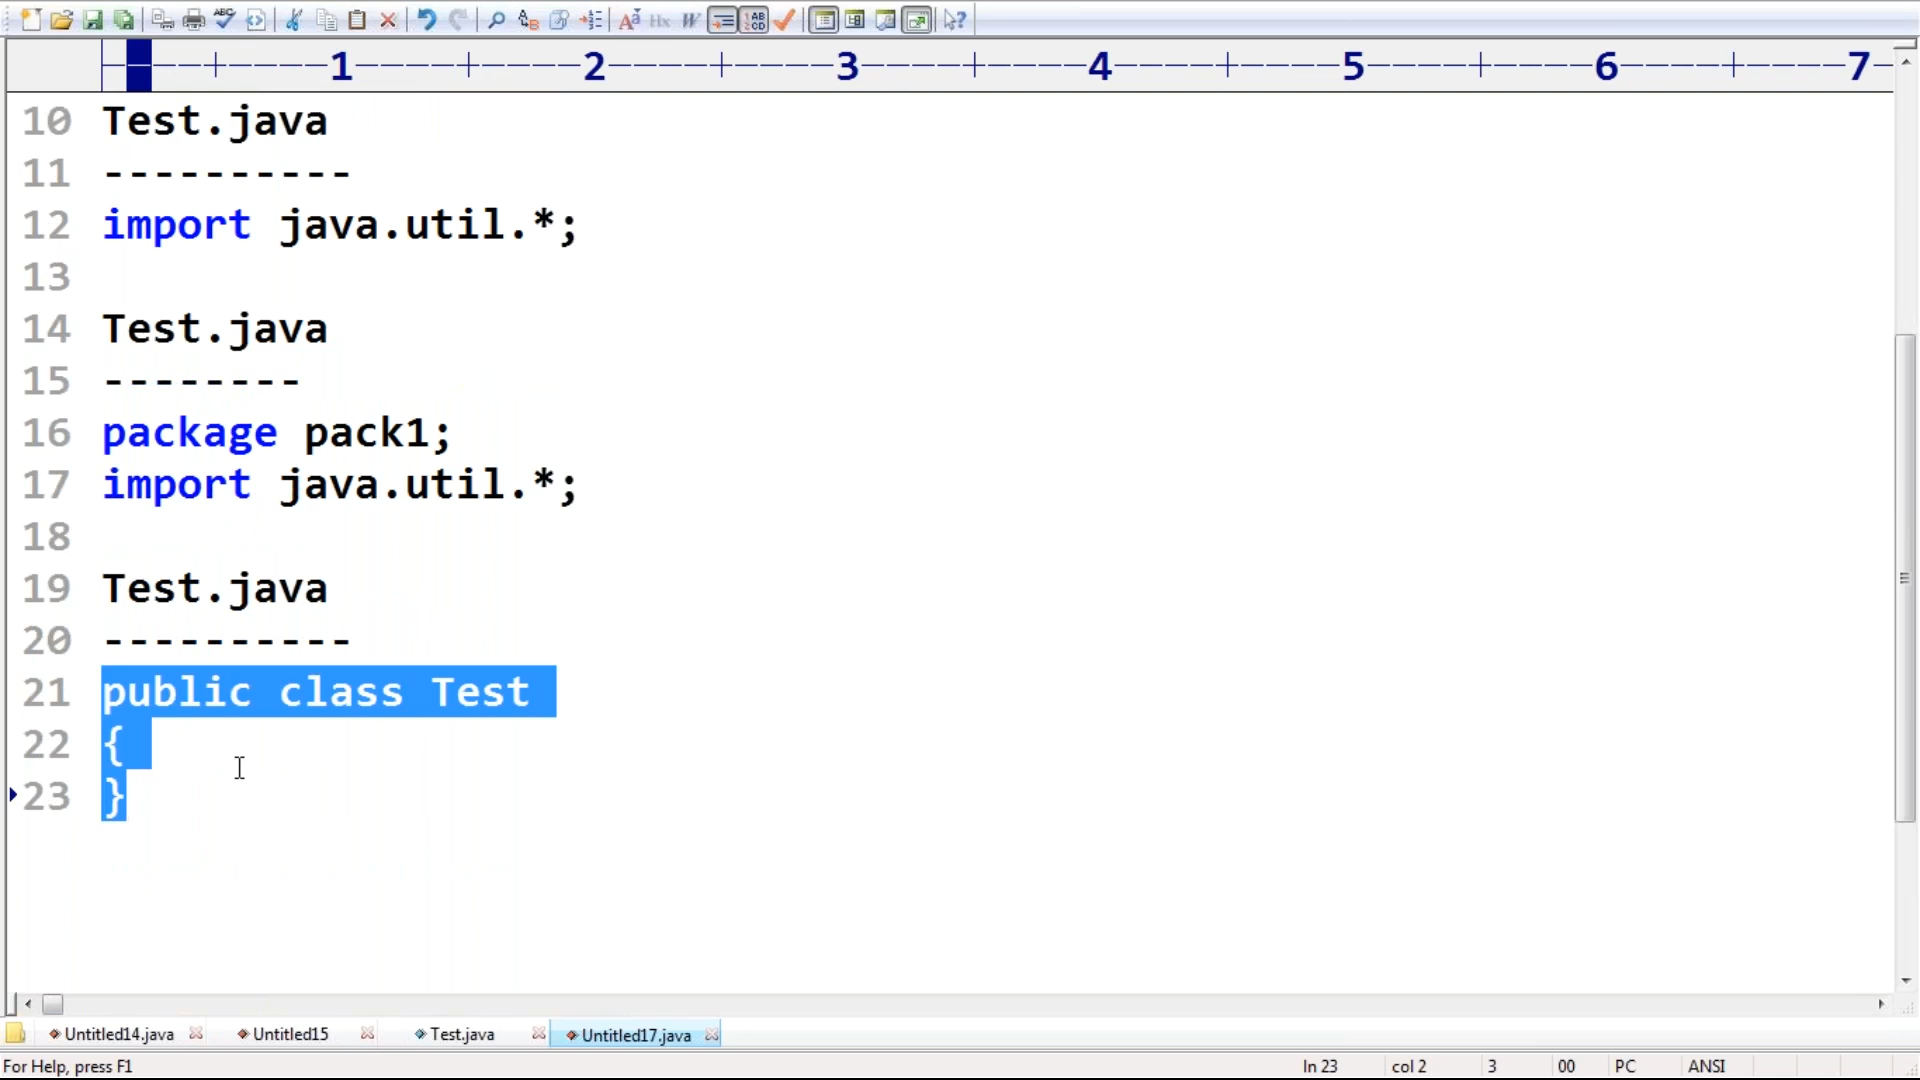 1 2 3 4 5 6 7
10 Test.java
11 ----------
12 import java.util.*;
13
14 Test.java
15 --------
16 package pack1;
17 import java.util.*;
18
19 Test.java
20 ----------
21 public class Test
22 {
23 }
Untitled14.java Untitled15 Test.java Untitled17.java
For Help, press F1 ln 23 col 2 3 00 PC ANSI